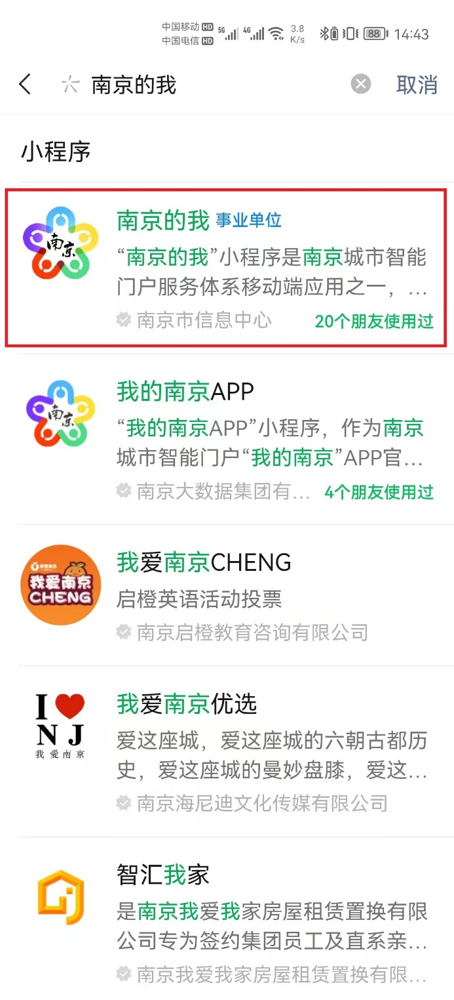 中国移动 HD 5G 4G 3.8 88 14:43
中国电信 HD K/s
南京的我 取消
小程序
南京
南京的我 事业单位
“南京的我”小程序是南京城市智能
门户服务体系移动端应用之一，...
南京市信息中心 20个朋友使用过
南京
我的南京APP
“我的南京APP”小程序，作为南京
城市智能门户“我的南京”APP官...
南京大数据集团有... 4个朋友使用过
我爱南京
CHENG
我爱南京CHENG
启橙英语活动投票
南京启橙教育咨询有限公司
I
N J
我爱南京
我爱南京优选
爱这座城，爱这座城的六朝古都历
史，爱这座城的曼妙盘膝，爱这...
南京海尼迪文化传媒有限公司
智汇我家
是南京我爱我家房屋租赁置换有限
公司专为签约集团员工及直系亲...
南京我爱我家房屋租赁置换有限...